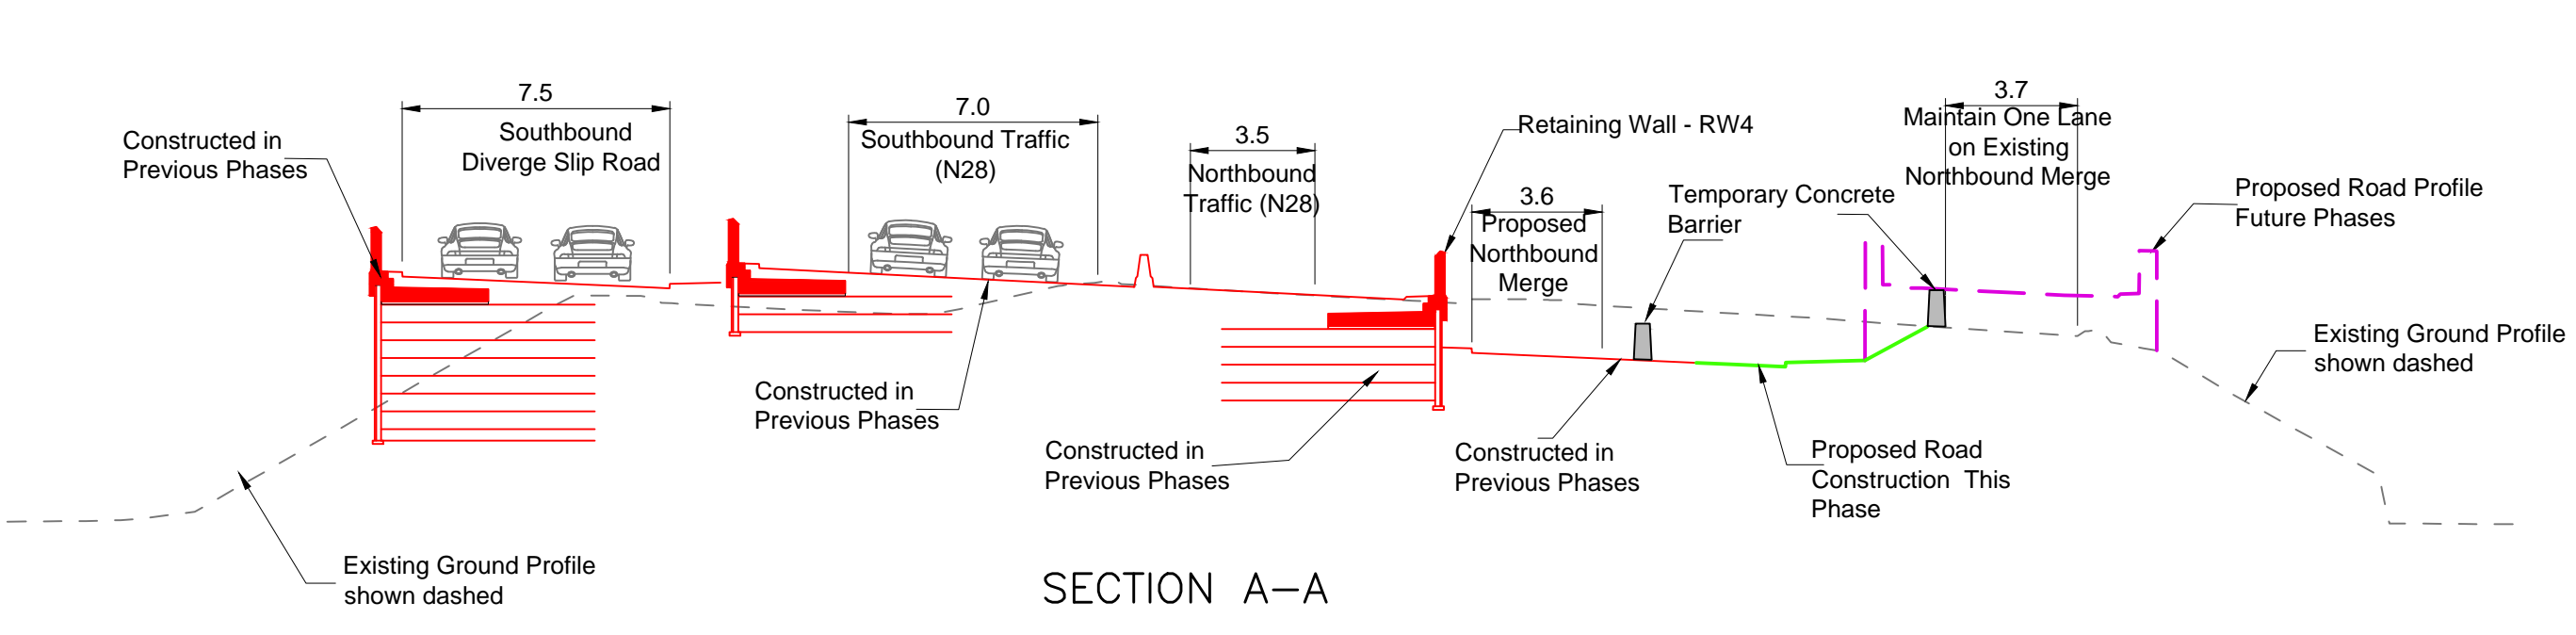 7.5
Southbound
Diverge Slip Road
Constructed in
Previous Phases
7.0
Southbound Traffic
(N28)
3.5
Northbound
Traffic (N28)
Retaining Wall - RW4
3.6
Proposed
Northbound
Merge
Temporary Concrete
Barrier
3.7
Maintain One Lane
on Existing
Northbound Merge
Proposed Road Profile
Future Phases
Existing Ground Profile
shown dashed
Constructed in
Previous Phases
Constructed in
Previous Phases
Constructed in
Previous Phases
Proposed Road
Construction This
Phase
Existing Ground Profile
shown dashed
SECTION A-A